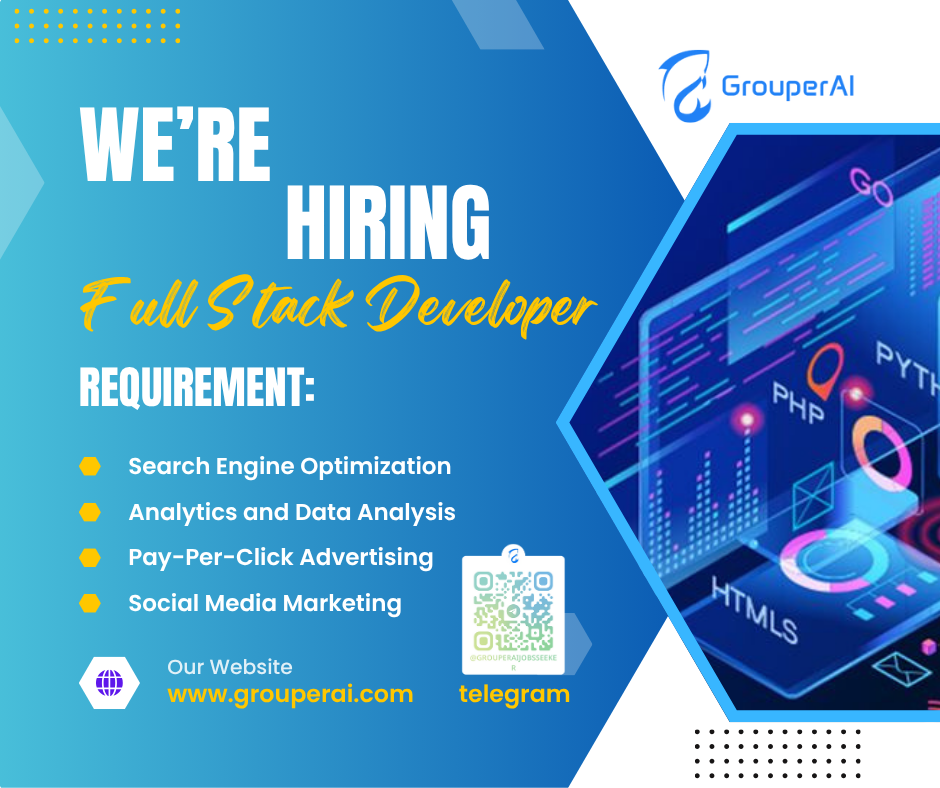 GrouperAI
WE'RE
HIRING
Full Stack Developer
REQUIREMENT:
Search Engine Optimization
Analytics and Data Analysis
Pay-Per-Click Advertising
Social Media Marketing
@GROUPERAIJOBSSEEKE
R
Our Website
www.grouperai.com
telegram
GO
PYTH
PHP
HTMLS